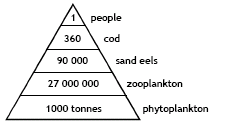 1 people
360 cod
90 000 sand eels
27 000 000 zooplankton
1000 tonnes phytoplankton